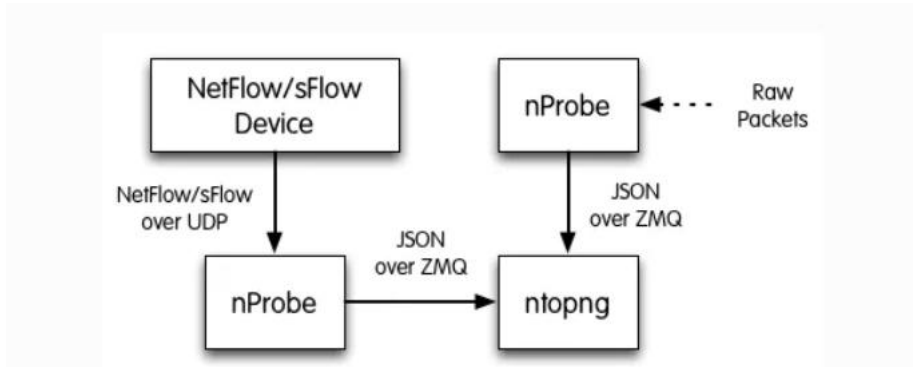 NetFlow/sFlow
Device
nProbe
Raw
Packets
NetFlow/sFlow
over UDP
JSON
over ZMQ
JSON
over ZMQ
nProbe
ntopng